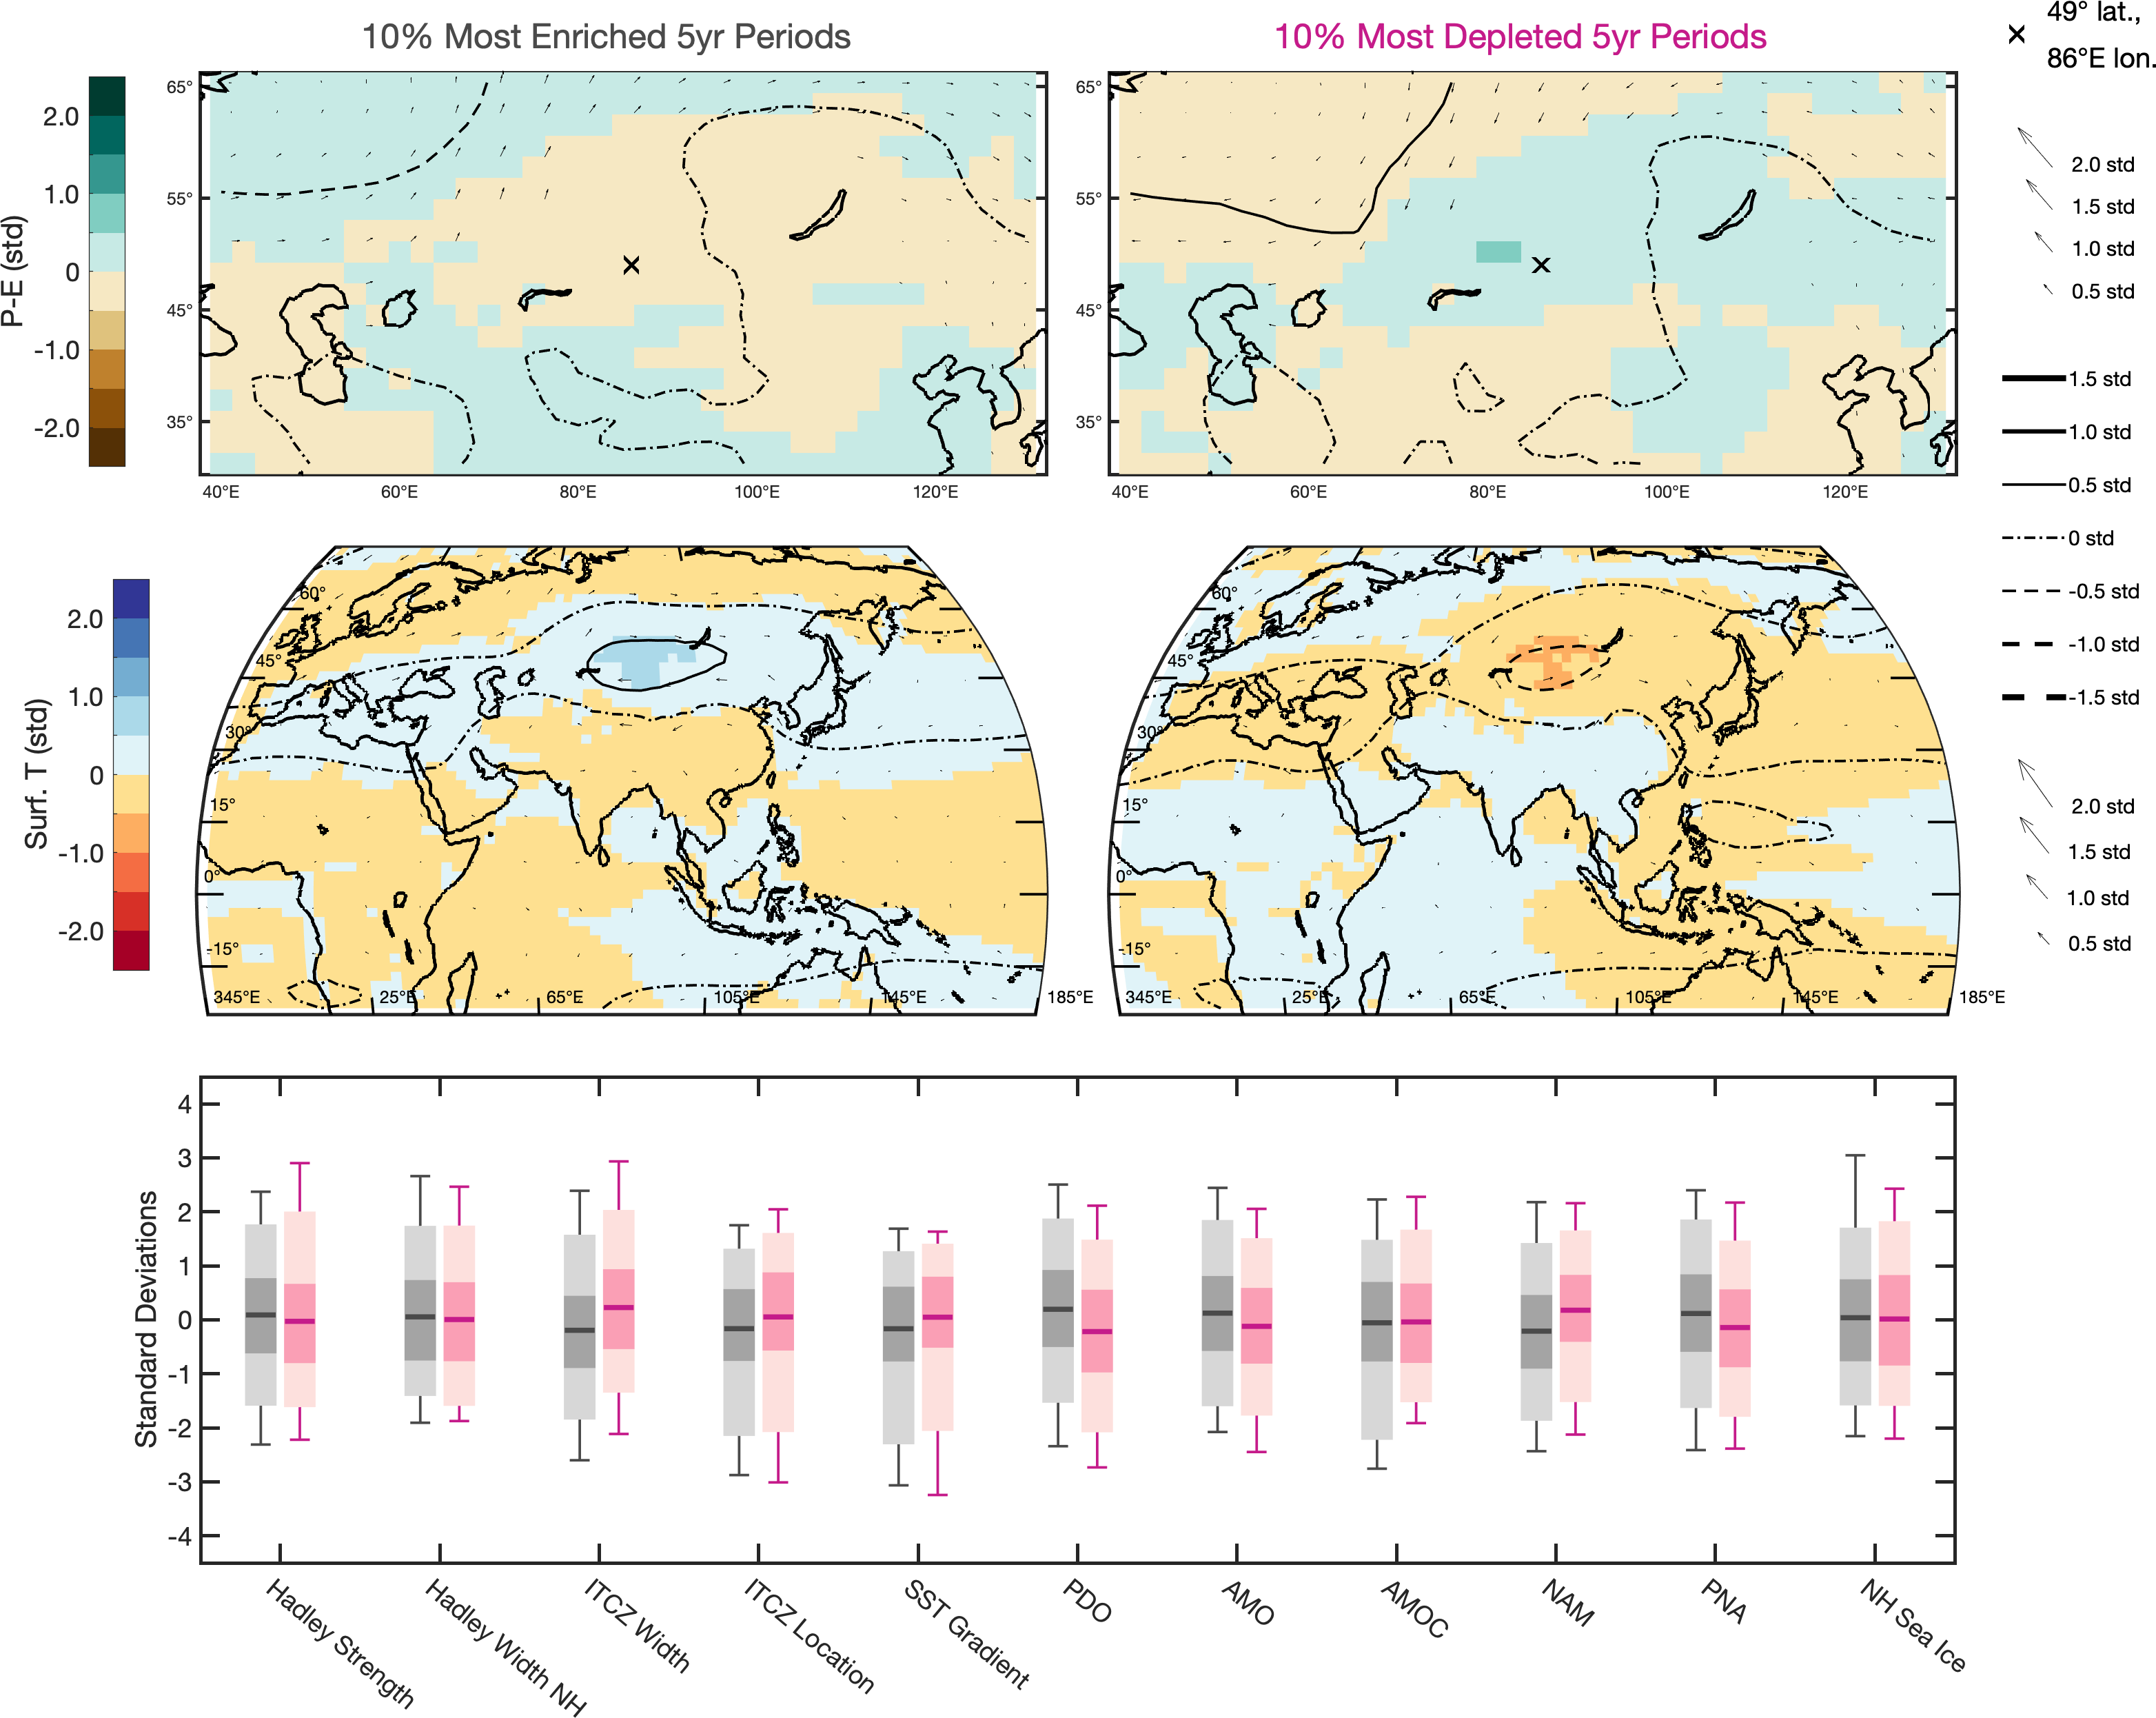 10% Most Enriched 5yr Periods
10% Most Depleted 5yr Periods
49° lat.,
86°E lon.
P-E (std)
2.0
1.0
0
-1.0
-2.0
65°
55°
45°
35°
40°E
60°E
80°E
100°E
120°E
65°
55°
45°
35°
40°E
60°E
80°E
100°E
120°E
2.0 std
1.5 std
1.0 std
0.5 std
1.5 std
1.0 std
0.5 std
0 std
-0.5 std
-1.0 std
-1.5 std
Surf. T (std)
2.0
1.0
0
-1.0
-2.0
60°
45°
30°
15°
0°
-15°
345°E
25°E
65°E
105°E
145°E
185°E
60°
45°
30°
15°
0°
-15°
345°E
25°E
65°E
105°E
145°E
185°E
2.0 std
1.5 std
1.0 std
0.5 std
Standard Deviations
4
3
2
1
0
-1
-2
-3
-4
Hadley Strength
Hadley Width NH
ITCZ Width
ITCZ Location
SST Gradient
PDO
AMO
AMOC
NAM
PNA
NH Sea Ice